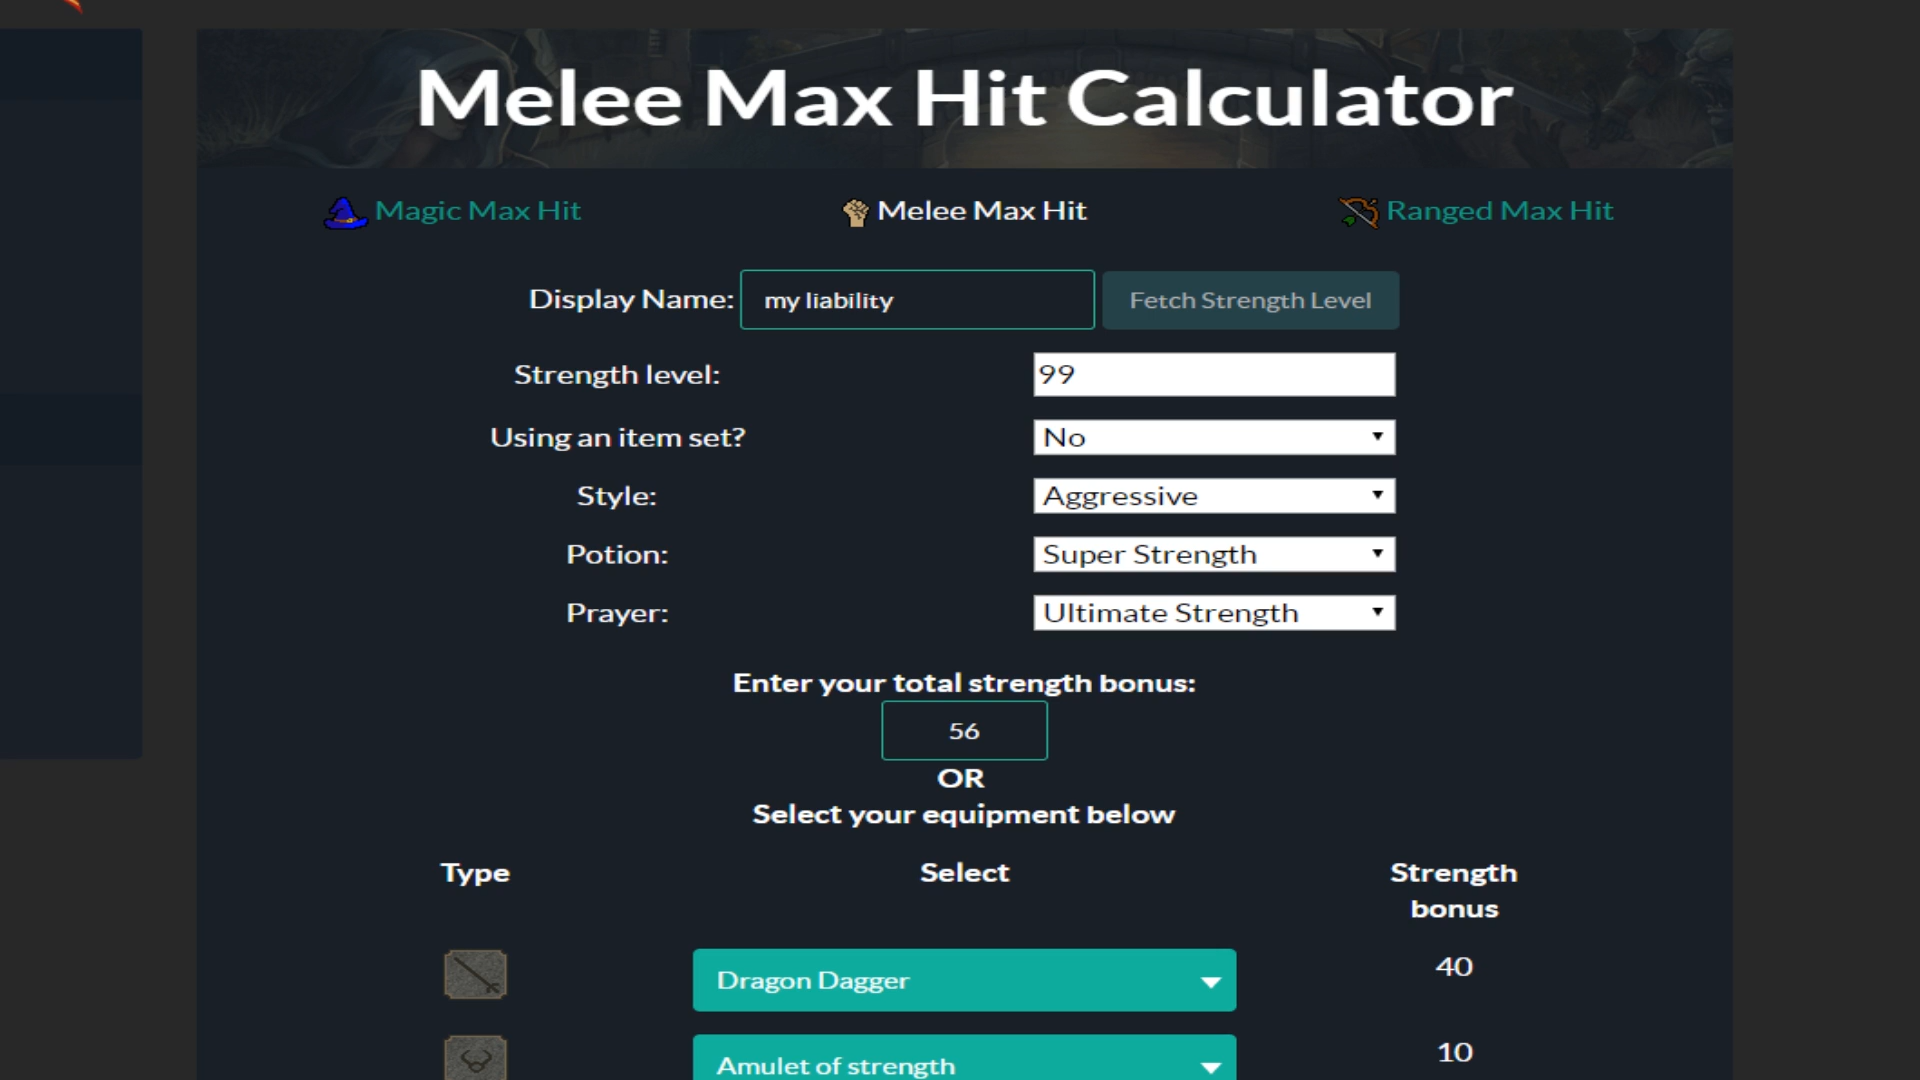 Melee Max Hit Calculator
Magic Max Hit
Melee Max Hit
Ranged Max Hit
Display Name: my liability Fetch Strength Level
Strength level: 99
Using an item set? No
Style: Aggressive
Potion: Super Strength
Prayer: Ultimate Strength
Enter your total strength bonus:
56
OR
Select your equipment below
Type Select Strength
bonus
Dragon Dagger 40
Amulet of strength 10